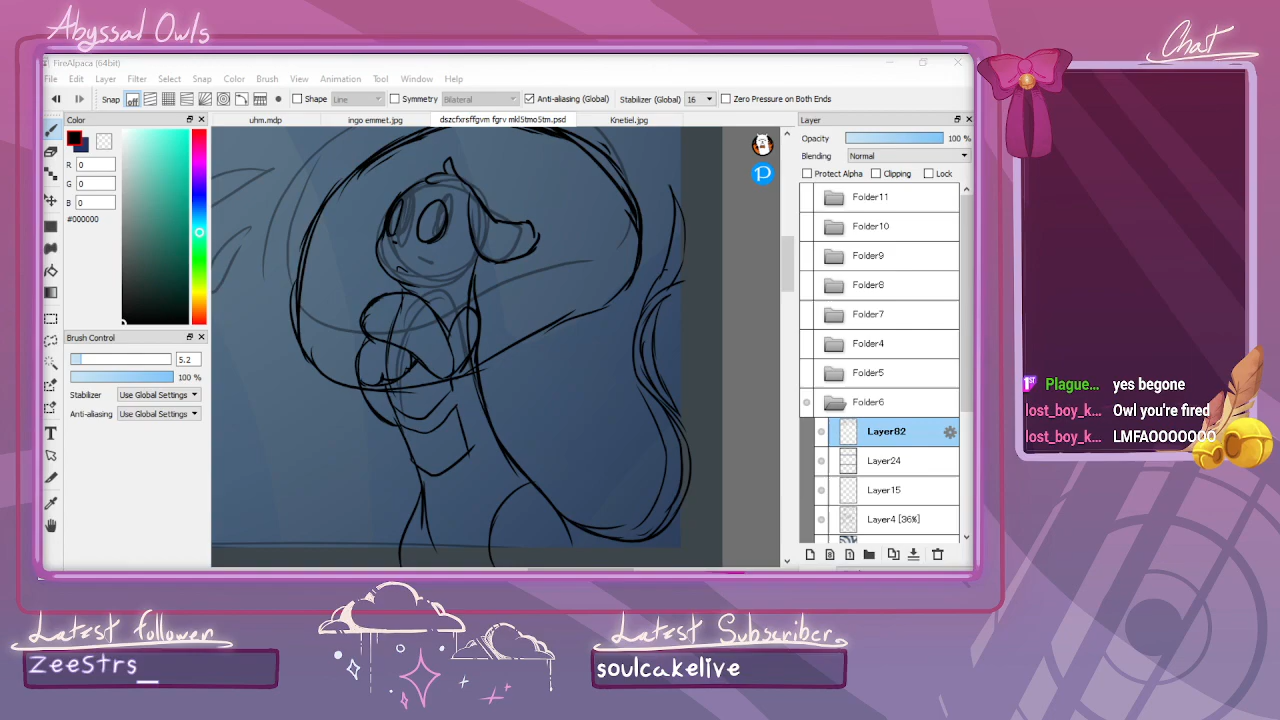 Abyssal Owls
Chat
FireAlpaca (64bit)
File Edit Layer Filter Select Snap Color Brush View Animation Tool Window Help
Snap off Shape Line Symmetry Bilateral Anti-aliasing (Global) Stabilizer (Global) 16 Zero Pressure on Both Ends
Color
uhm.mdp
ingo emmet.jpg
dszcfxrsffgvm fgrv mkl5tmo5tm.psd
Knetiel.jpg
R 0
G 0
B 0
#000000
Brush Control
5.2
100 %
Stabilizer Use Global Settings
Anti-aliasing Use Global Settings
Layer
Opacity 100 %
Blending Normal
Protect Alpha Clipping Lock
Folder11
Folder10
Folder9
Folder8
Folder7
Folder4
Folder5
Folder6
Layer82
Layer24
Layer15
Layer4 [36%]
1ST Plague... yes begone
lost_boy_k... Owl you're fired
lost_boy_k... LMFAOOOOOOO
Latest follower
zeeStrs_
Latest Subscriber
soulcakelive